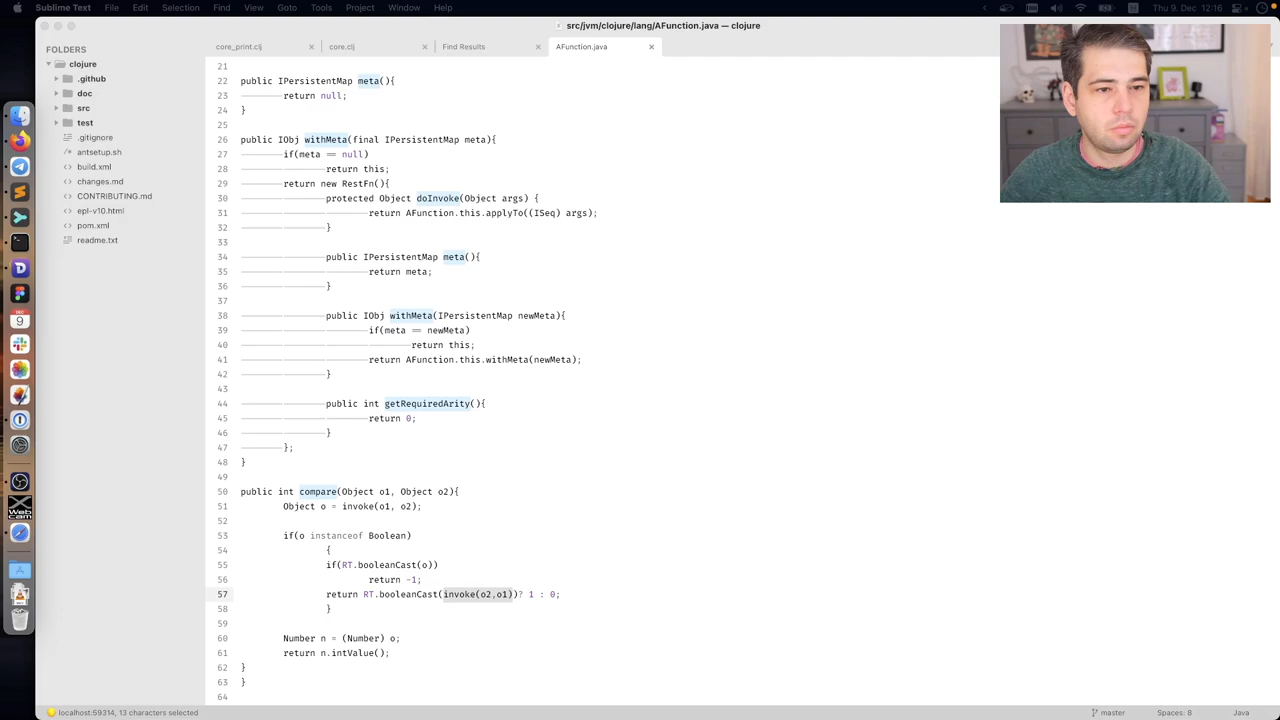 Sublime Text File Edit Selection Find View Goto Tools Project Window Help
Thu 9. Dec 12:16
src/jvm/clojure/lang/AFunction.java — clojure
core_print.clj × core.clj × Find Results × AFunction.java ×
FOLDERS
clojure
.github
doc
src
test
.gitignore
ansetup.sh
build.xml
changes.md
CONTRIBUTING.md
epl-v10.html
pom.xml
readme.txt
21
22 public IPersistentMap meta(){
23 return null;
24 }
25
26 public IObj withMeta(final IPersistentMap meta){
27 if(meta == null)
28 return this;
29 return new RestFn(){
30 protected Object doInvoke(Object args) {
31 return AFunction.this.applyTo((ISeq) args);
32 }
33
34 public IPersistentMap meta(){
35 return meta;
36 }
37
38 public IObj withMeta(IPersistentMap newMeta){
39 if(meta == newMeta)
40 return this;
41 return AFunction.this.withMeta(newMeta);
42 }
43
44 public int getRequiredArity(){
45 return 0;
46 }
47 };
48 }
49
50 public int compare(Object o1, Object o2){
51 Object o = invoke(o1, o2);
52
53 if(o instanceof Boolean)
54 {
55 if(RT.booleanCast(o))
56 return -1;
57 return RT.booleanCast(invoke(o2,o1))? 1 : 0;
58 }
59
60 Number n = (Number) o;
61 return n.intValue();
62 }
63 }
64
DEC
9
Webcam
localhost:59314, 13 characters selected
master Spaces: 8 Java